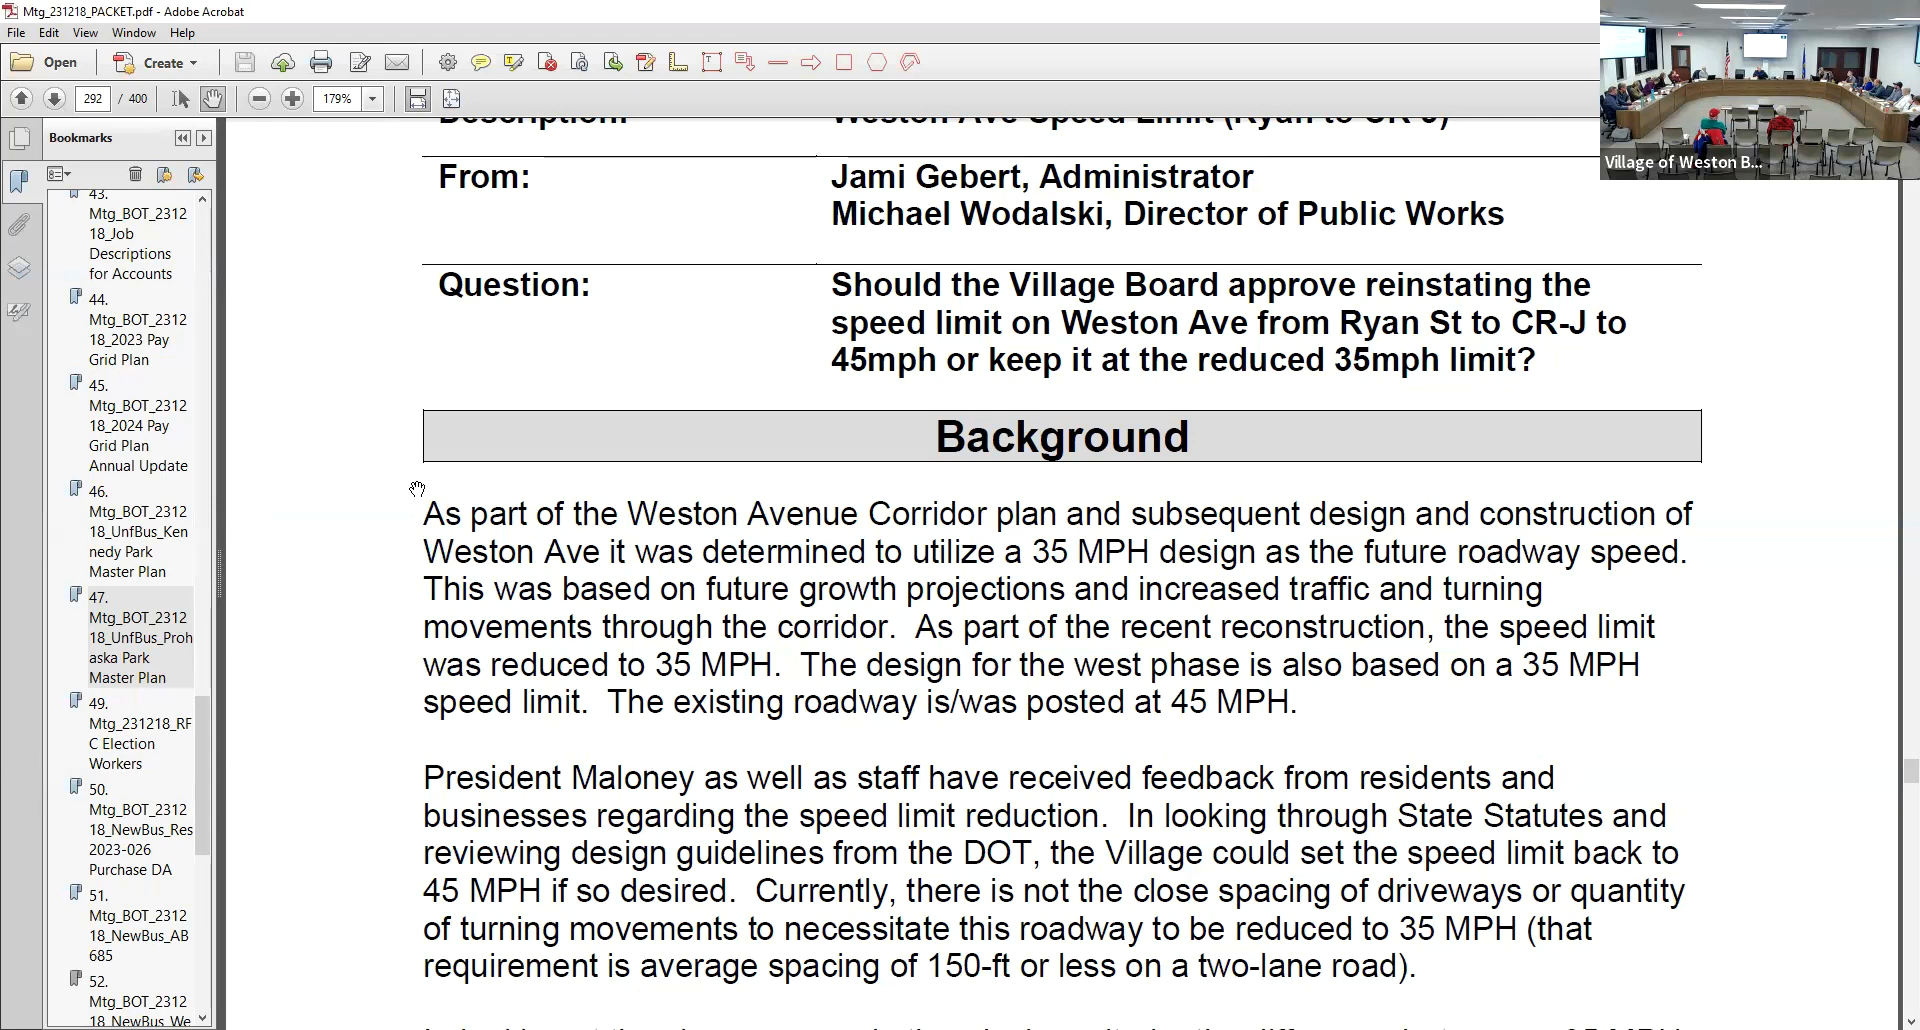 Mtg_231218_PACKET.pdf - Adobe Acrobat
File Edit View Window Help
Open Create
292 / 400 179%
Village of Weston B...
Bookmarks
43.
Mtg_BOT_2312
18_Job
Descriptions
for Accounts
44.
Mtg_BOT_2312
18_2023 Pay
Grid Plan
45.
Mtg_BOT_2312
18_2024 Pay
Grid Plan
Annual Update
46.
Mtg_BOT_2312
18_UnfBus_Ken
nedy Park
Master Plan
47.
Mtg_BOT_2312
18_UnfBus_Proh
aska Park
Master Plan
49.
Mtg_231218_RF
C Election
Workers
50.
Mtg_BOT_2312
18_NewBus_Res
2023-026
Purchase DA
51.
Mtg_BOT_2312
18_NewBus_AB
685
52.
Mtg_BOT_2312
18_NewBus_We
Description: Weston Ave Speed Limit (Ryan to CR-J)
From: Jami Gebert, Administrator
Michael Wodalski, Director of Public Works
Question: Should the Village Board approve reinstating the
speed limit on Weston Ave from Ryan St to CR-J to
45mph or keep it at the reduced 35mph limit?
Background
As part of the Weston Avenue Corridor plan and subsequent design and construction of
Weston Ave it was determined to utilize a 35 MPH design as the future roadway speed.
This was based on future growth projections and increased traffic and turning
movements through the corridor. As part of the recent reconstruction, the speed limit
was reduced to 35 MPH. The design for the west phase is also based on a 35 MPH
speed limit. The existing roadway is/was posted at 45 MPH.
President Maloney as well as staff have received feedback from residents and
businesses regarding the speed limit reduction. In looking through State Statutes and
reviewing design guidelines from the DOT, the Village could set the speed limit back to
45 MPH if so desired. Currently, there is not the close spacing of driveways or quantity
of turning movements to necessitate this roadway to be reduced to 35 MPH (that
requirement is average spacing of 150-ft or less on a two-lane road).